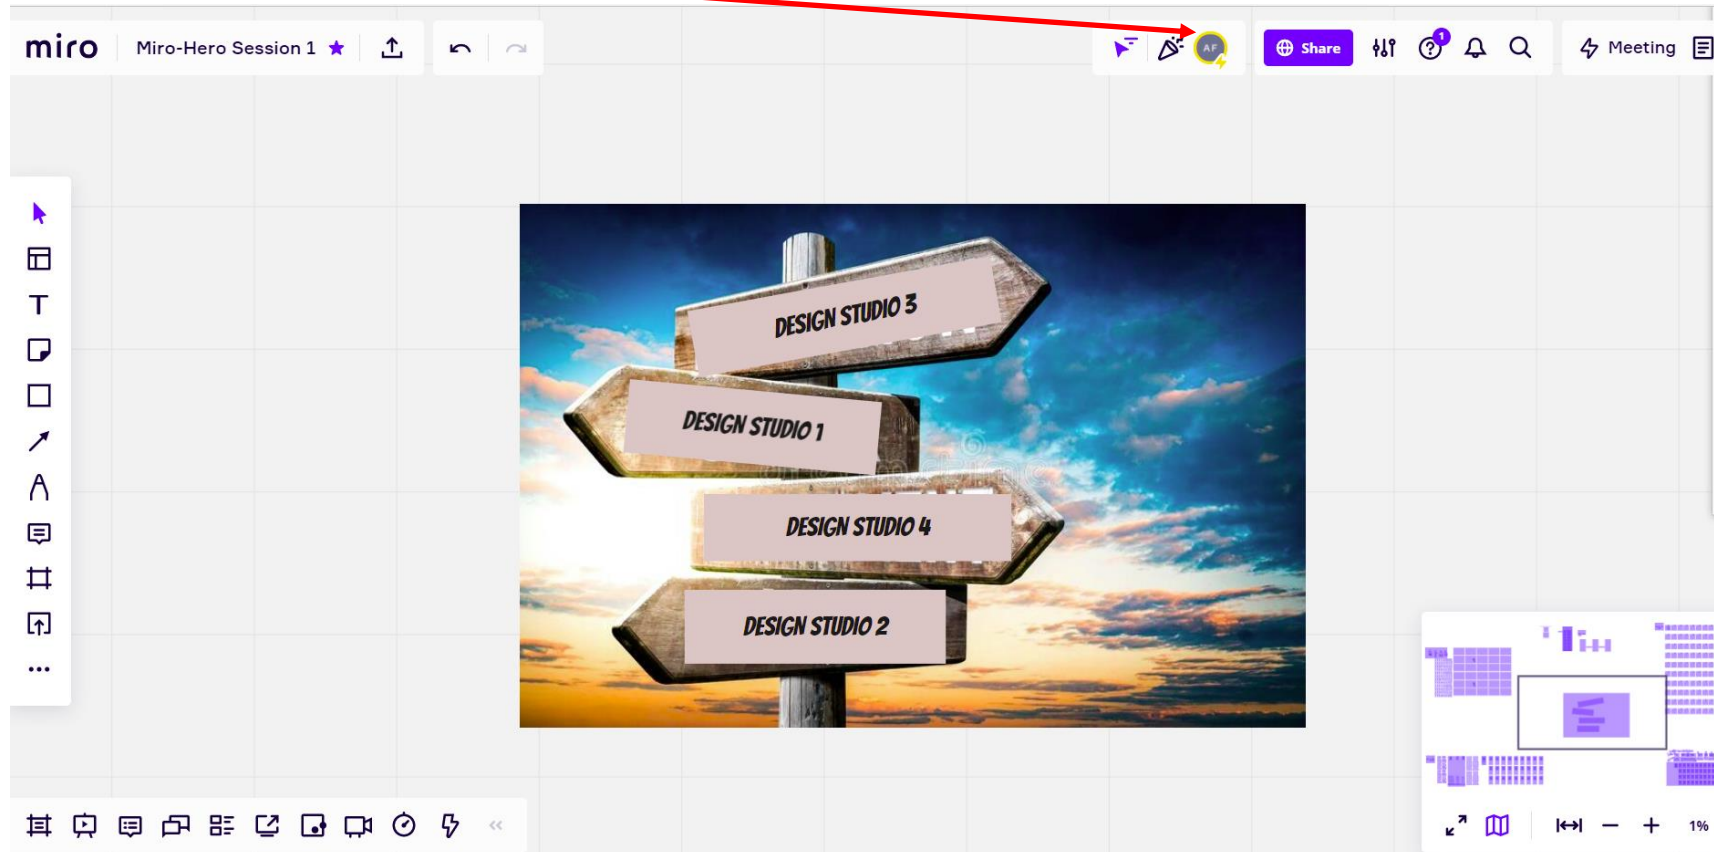 miro
Miro-Hero Session 1
AF
Share
1
Meeting
T
DESIGN STUDIO 3
DESIGN STUDIO 1
DESIGN STUDIO 4
DESIGN STUDIO 2
1%